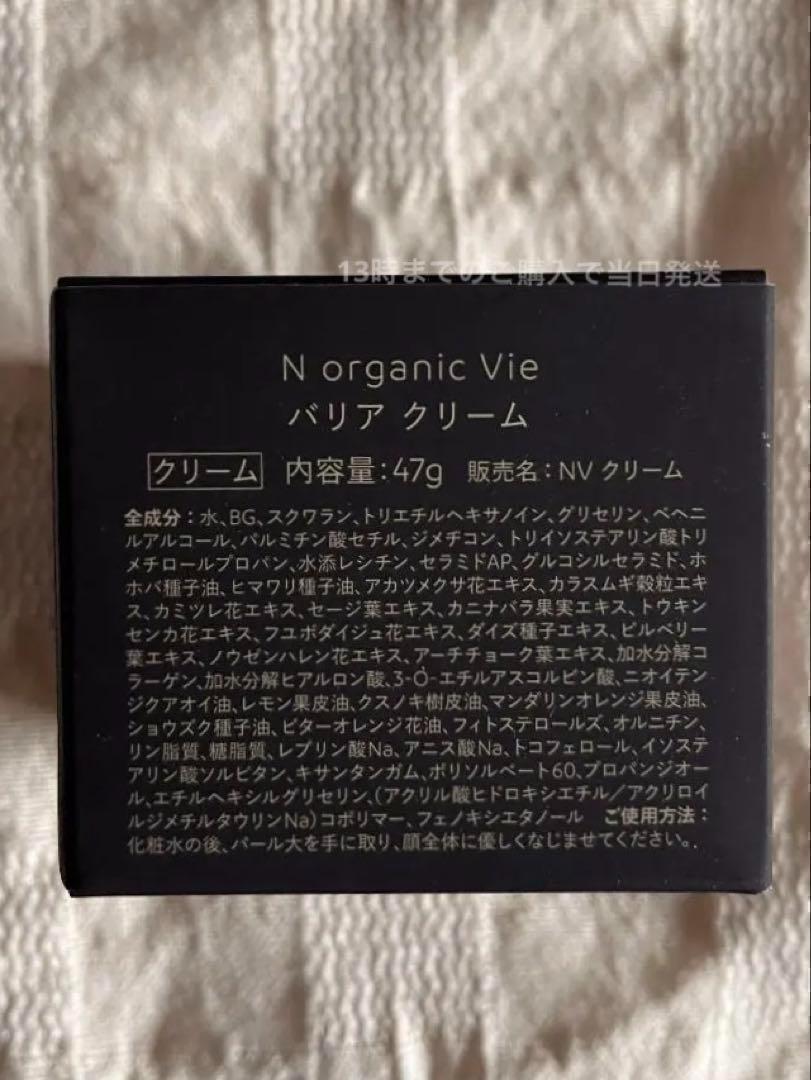 13時までのご購入で当日発送
N organic Vie
バリア クリーム
クリーム 内容量:47g 販売名:NV クリーム
全成分:水、BG、スクワラン、トリエチルヘキサノイン、グリセリン、ベヘニ
ルアルコール、パルミチン酸セチル、ジメチコン、トリイソステアリン酸トリ
メチロールプロパン、水添レシチン、セラミドAP、グルコシルセラミド、ホ
ホバ種子油、ヒマワリ種子油、アカツメクサ花エキス、カラスムギ穀粒エキ
ス、カミツレ花エキス、セージ葉エキス、カニナバラ果実エキス、トウキン
センカ花エキス、フユボダイジュ花エキス、ダイズ種子エキス、ビルベリー
葉エキス、ノウゼンハレン花エキス、アーチチョーク葉エキス、加水分解コ
ラーゲン、加水分解ヒアルロン酸、3-O-エチルアスコルビン酸、ニオイテン
ジクアオイ油、レモン果皮油、クスノキ樹皮油、マンダリンオレンジ果皮油、
ショウズク種子油、ビターオレンジ花油、フィトステロールズ、オルニチン、
リン脂質、糖脂質、レブリン酸Na、アニス酸Na、トコフェロール、イソステ
アリン酸ソルビタン、キサンタンガム、ポリソルベート60、プロパンジオー
ル、エチルヘキシルグリセリン、(アクリル酸ヒドロキシエチル/アクリロイ
ルジメチルタウリンNa)コポリマー、フェノキシエタノール ご使用方法:
化粧水の後、パール大を手に取り、顔全体に優しくなじませてください。